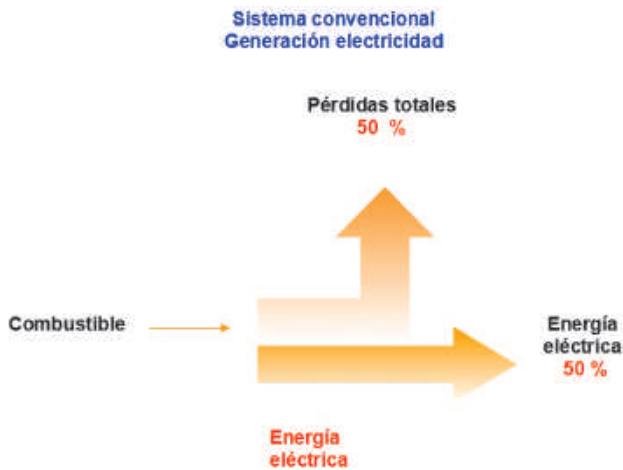 Sistema convencional
Generación electricidad
Pérdidas totales
50 %
Combustible
Energía
eléctrica
50 %
Energía
eléctrica